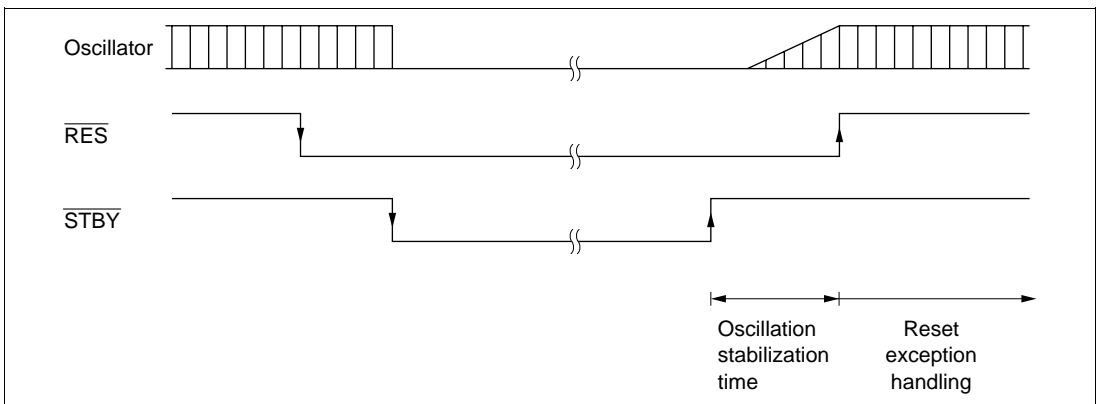 Oscillator
RES
STBY
Oscillation
stabilization
time
Reset
exception
handling